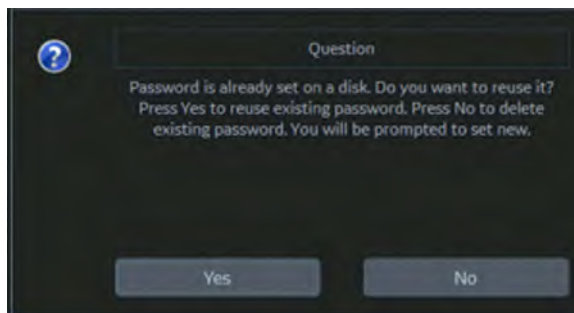 Question
Password is already set on a disk. Do you want to reuse it?
Press Yes to reuse existing password. Press No to delete
existing password. You will be prompted to set new.
Yes
No